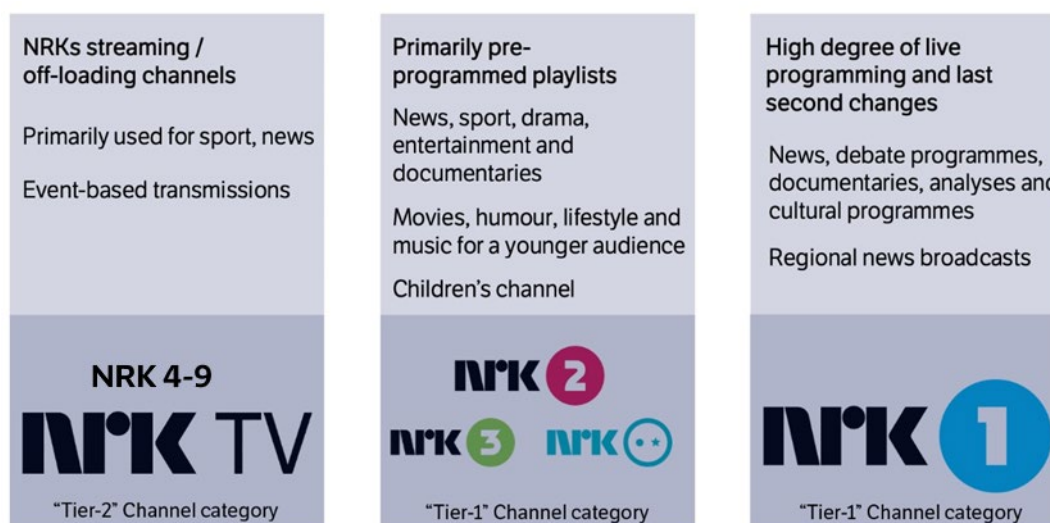 NRKs streaming /
off-loading channels
Primarily used for sport, news
Event-based transmissions
NRK 4-9
NRK TV
"Tier-2" Channel category
Primarily pre-
programmed playlists
News, sport, drama,
entertainment and
documentaries
Movies, humour, lifestyle and
music for a younger audience
Children's channel
NRK 2
NRK 3 NRK
"Tier-1" Channel category
High degree of live
programming and last
second changes
News, debate programmes,
documentaries, analyses and
cultural programmes
Regional news broadcasts
NRK 1
"Tier-1" Channel category